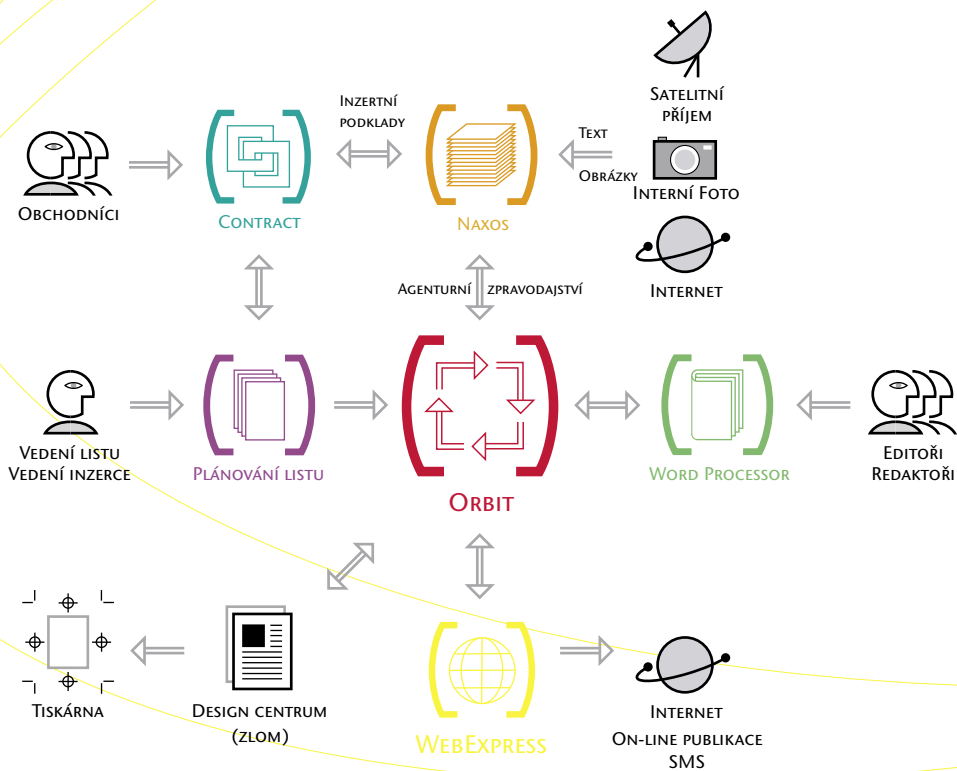 Satelitní
příjem
Inzertní
podklady
Text
Obrázky
Interní Foto
Obchodníci
Contract
Naxos
Internet
Agenturní zpravodajství
Vedení listu
Vedení inzerce
Plánování listu
Orbit
Word Processor
Editoři
Redaktoři
Tiskárna
Design centrum
(zlom)
WebExpress
Internet
On-line publikace
SMS